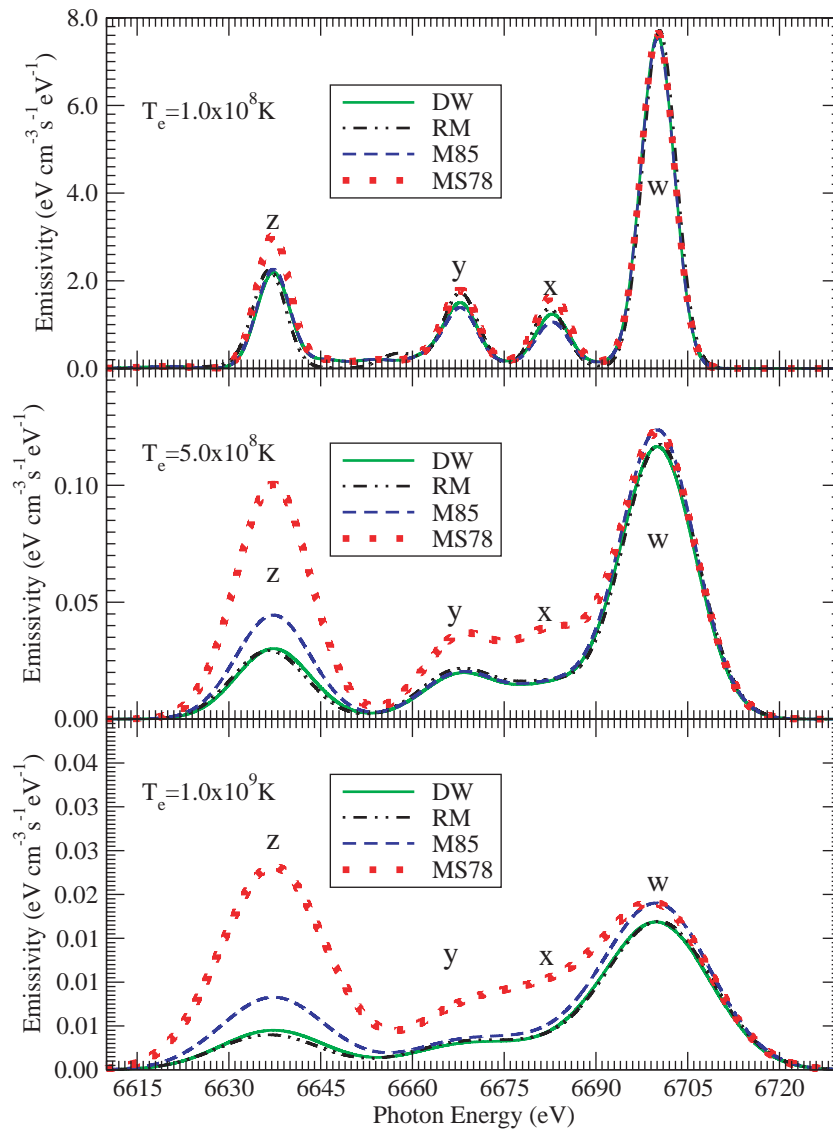 8.0
6.0
4.0
2.0
0.0
Emissivity (eV cm⁻³ s⁻¹ eV⁻¹)
Tₑ=1.0x10⁸K
DW
RM
M85
MS78
z
y
x
w
0.10
0.05
0.00
Emissivity (eV cm⁻³ s⁻¹ eV⁻¹)
Tₑ=5.0x10⁸K
DW
RM
M85
MS78
z
y
x
w
0.04
0.03
0.03
0.02
0.01
0.01
0.01
0.00
Emissivity (eV cm⁻³ s⁻¹ eV⁻¹)
Tₑ=1.0x10⁹K
DW
RM
M85
MS78
z
y
x
w
6615 6630 6645 6660 6675 6690 6705 6720
Photon Energy (eV)